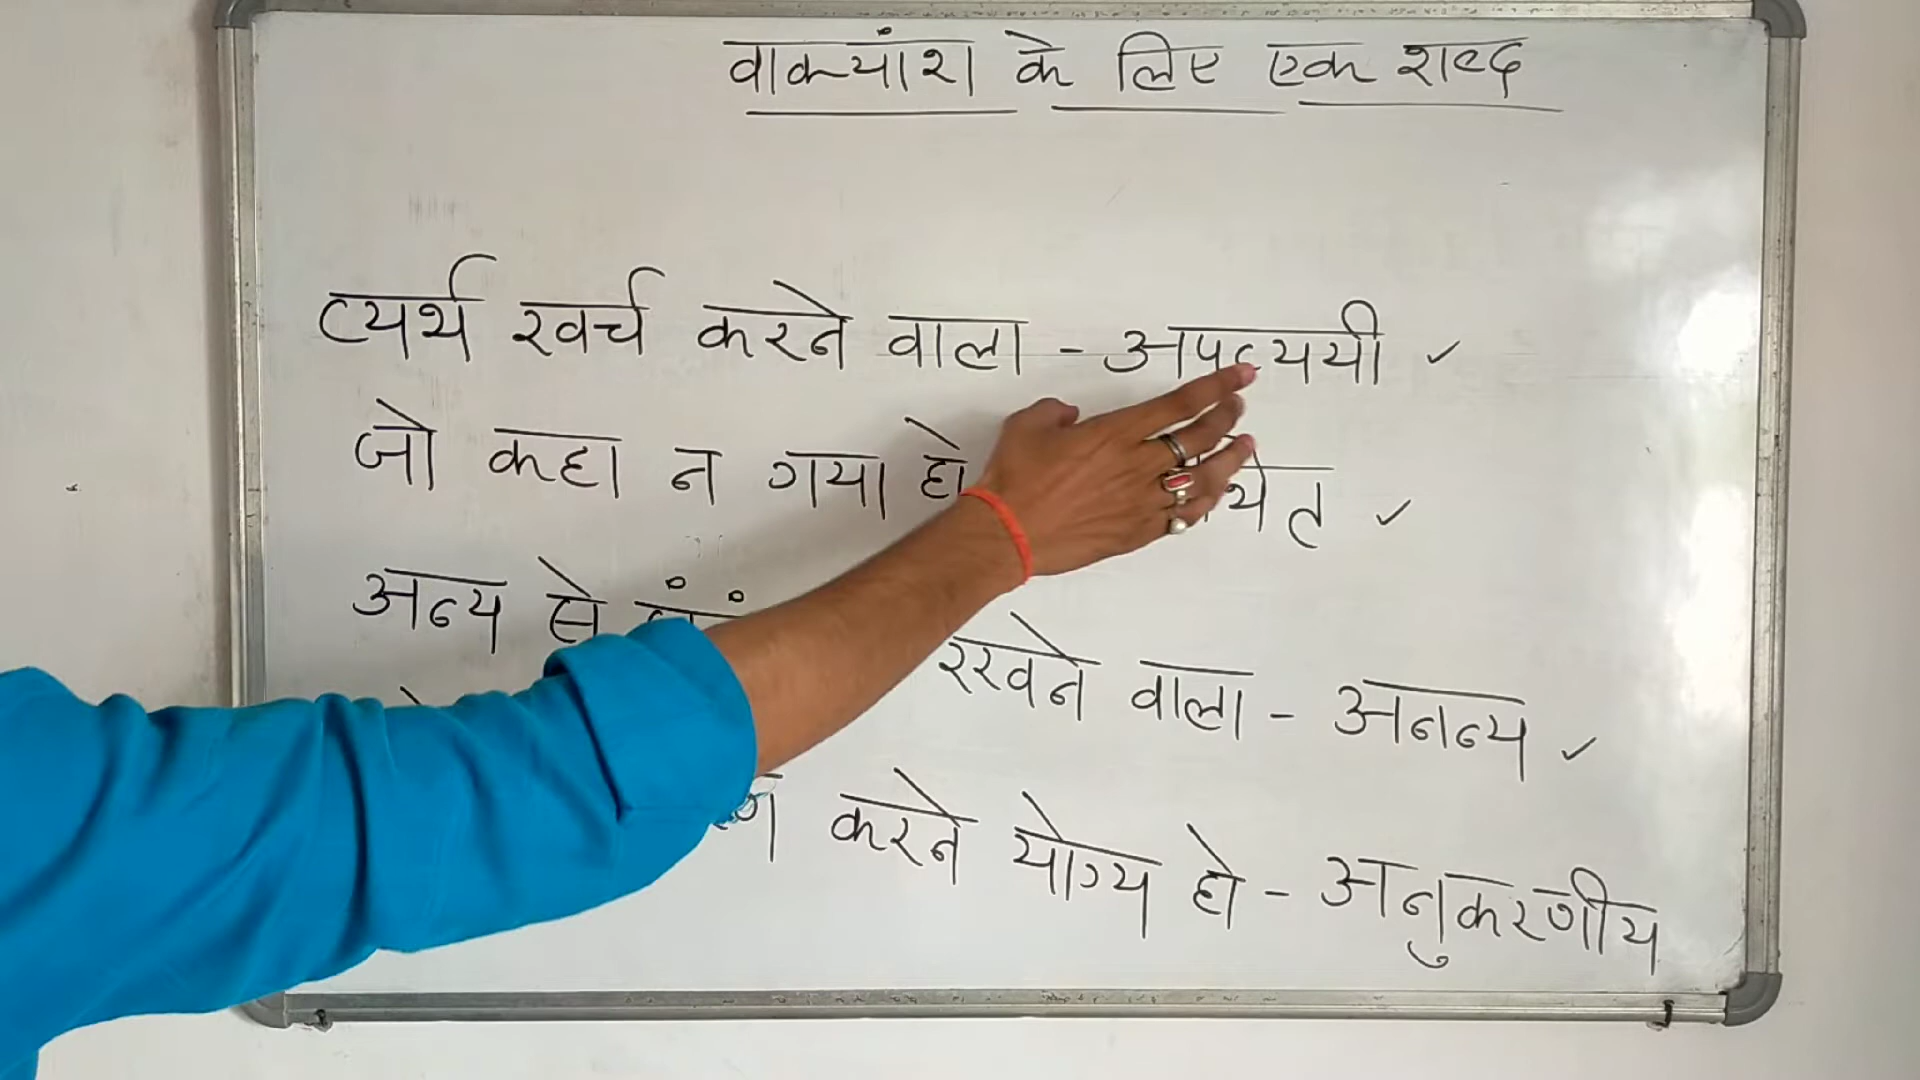 वाक्यांश के लिए एक शब्द
व्यर्थ खर्च करने वाला - अपव्ययी ✓
जो कहा न गया हो ✓
अन्य से रखने वाला - अनन्य ✓
करने योग्य हो - अनुकरणीय